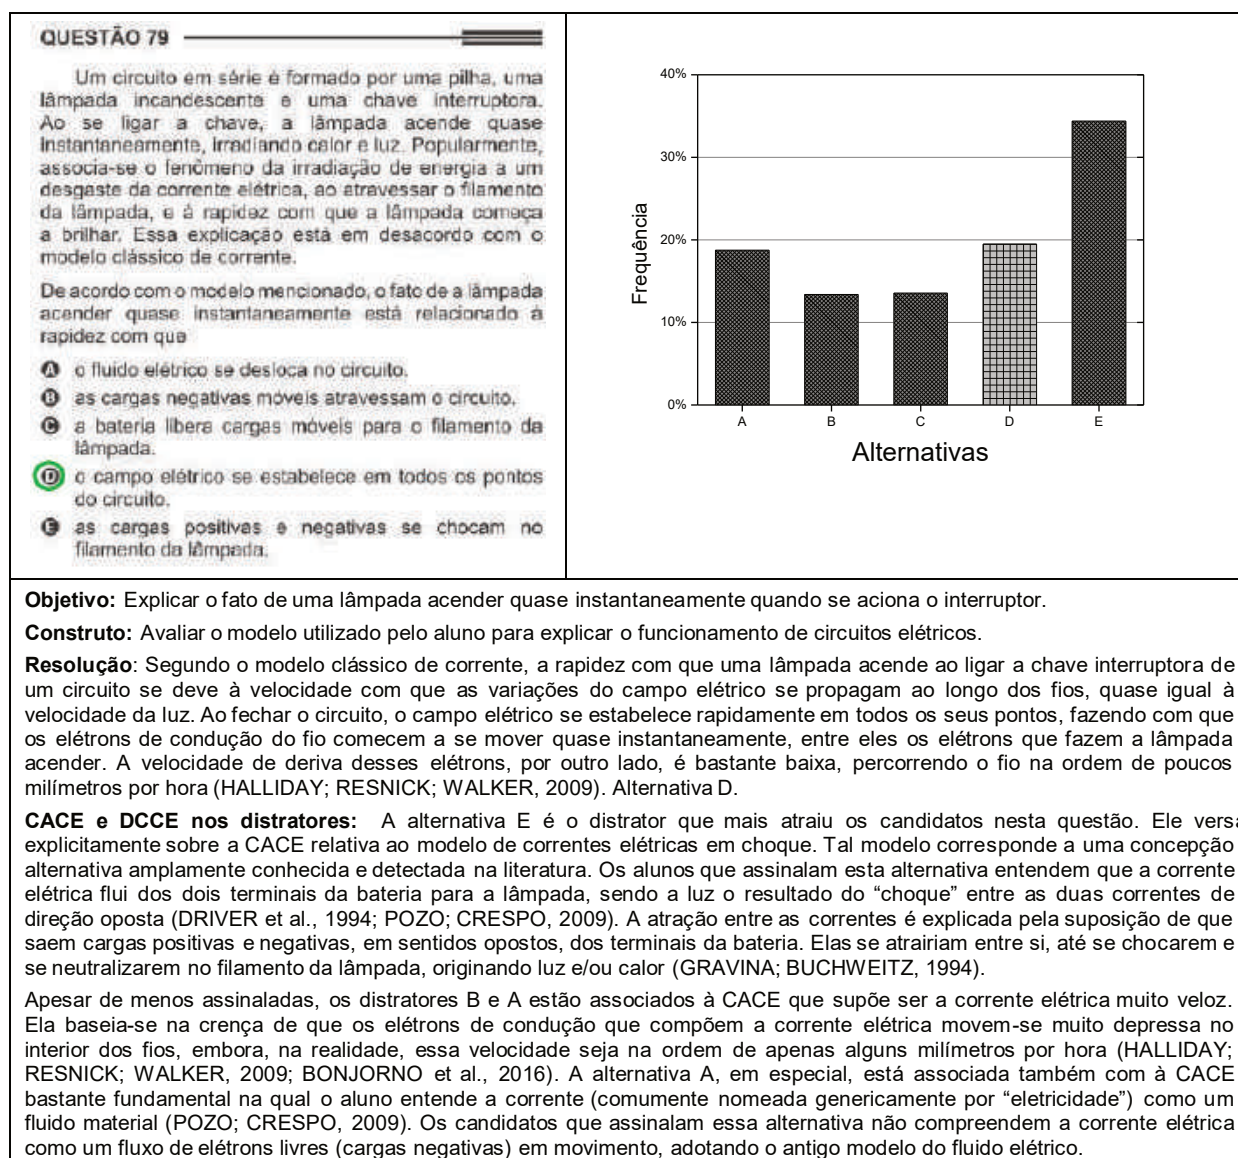 QUESTÃO 79
Um circuito em série é formado por uma pilha, uma
lâmpada incandescente e uma chave interruptora.
Ao se ligar a chave, a lâmpada acende quase
instantaneamente, irradiando calor e luz. Popularmente,
associa-se o fenômeno da irradiação de energia a um
desgaste da corrente elétrica, ao atravessar o filamento
da lâmpada, e à rapidez com que a lâmpada começa
a brilhar. Essa explicação está em desacordo com o
modelo clássico de corrente.
De acordo com o modelo mencionado, o fato de a lâmpada
acender quase instantaneamente está relacionado à
rapidez com que
A o fluido elétrico se desloca no circuito.
B as cargas negativas móveis atravessam o circuito.
C a bateria libera cargas móveis para o filamento da
lâmpada.
D o campo elétrico se estabelece em todos os pontos
do circuito.
E as cargas positivas e negativas se chocam no
filamento da lâmpada.
40%
30%
20%
10%
0%
Frequência
A B C D E
Alternativas
Objetivo: Explicar o fato de uma lâmpada acender quase instantaneamente quando se aciona o interruptor.
Construto: Avaliar o modelo utilizado pelo aluno para explicar o funcionamento de circuitos elétricos.
Resolução: Segundo o modelo clássico de corrente, a rapidez com que uma lâmpada acende ao ligar a chave interruptora de
um circuito se deve à velocidade com que as variações do campo elétrico se propagam ao longo dos fios, quase igual à
velocidade da luz. Ao fechar o circuito, o campo elétrico se estabelece rapidamente em todos os seus pontos, fazendo com que
os elétrons de condução do fio comecem a se mover quase instantaneamente, entre eles os elétrons que fazem a lâmpada
acender. A velocidade de deriva desses elétrons, por outro lado, é bastante baixa, percorrendo o fio na ordem de poucos
milímetros por hora (HALLIDAY; RESNICK; WALKER, 2009). Alternativa D.
CACE e DCCE nos distratores: A alternativa E é o distrator que mais atraiu os candidatos nesta questão. Ele versa
explicitamente sobre a CACE relativa ao modelo de correntes elétricas em choque. Tal modelo corresponde a uma concepção
alternativa amplamente conhecida e detectada na literatura. Os alunos que assinalam esta alternativa entendem que a corrente
elétrica flui dos dois terminais da bateria para a lâmpada, sendo a luz o resultado do “choque” entre as duas correntes de
direção oposta (DRIVER et al., 1994; POZO; CRESPO, 2009). A atração entre as correntes é explicada pela suposição de que
saem cargas positivas e negativas, em sentidos opostos, dos terminais da bateria. Elas se atrairiam entre si, até se chocarem e
se neutralizarem no filamento da lâmpada, originando luz e/ou calor (GRAVINA; BUCHWEITZ, 1994).
Apesar de menos assinaladas, os distratores B e A estão associados à CACE que supõe ser a corrente elétrica muito veloz.
Ela baseia-se na crença de que os elétrons de condução que compõem a corrente elétrica movem-se muito depressa no
interior dos fios, embora, na realidade, essa velocidade seja na ordem de apenas alguns milímetros por hora (HALLIDAY;
RESNICK; WALKER, 2009; BONJORNO et al., 2016). A alternativa A, em especial, está associada também com à CACE
bastante fundamental na qual o aluno entende a corrente (comumente nomeada genericamente por “eletricidade”) como um
fluido material (POZO; CRESPO, 2009). Os candidatos que assinalam essa alternativa não compreendem a corrente elétrica
como um fluxo de elétrons livres (cargas negativas) em movimento, adotando o antigo modelo do fluido elétrico.